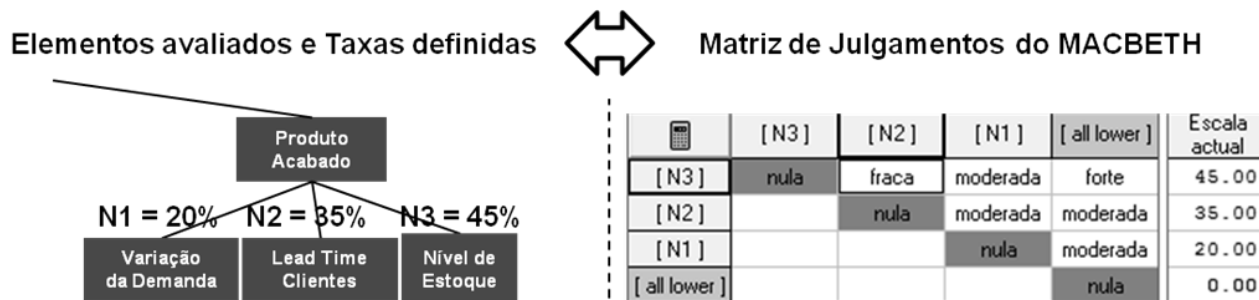 Elementos avaliados e Taxas definidas
Matriz de Julgamentos do MACBETH
Produto
Acabado
N1 = 20% N2 = 35% N3 = 45%
Variação
da Demanda
Lead Time
Clientes
Nível de
Estoque
[ N3 ] [ N2 ] [ N1 ] [ all lower ] Escala
actual
[ N3 ] nula fraca moderada forte 45.00
[ N2 ] nula moderada moderada 35.00
[ N1 ] nula moderada 20.00
[ all lower ] nula 0.00